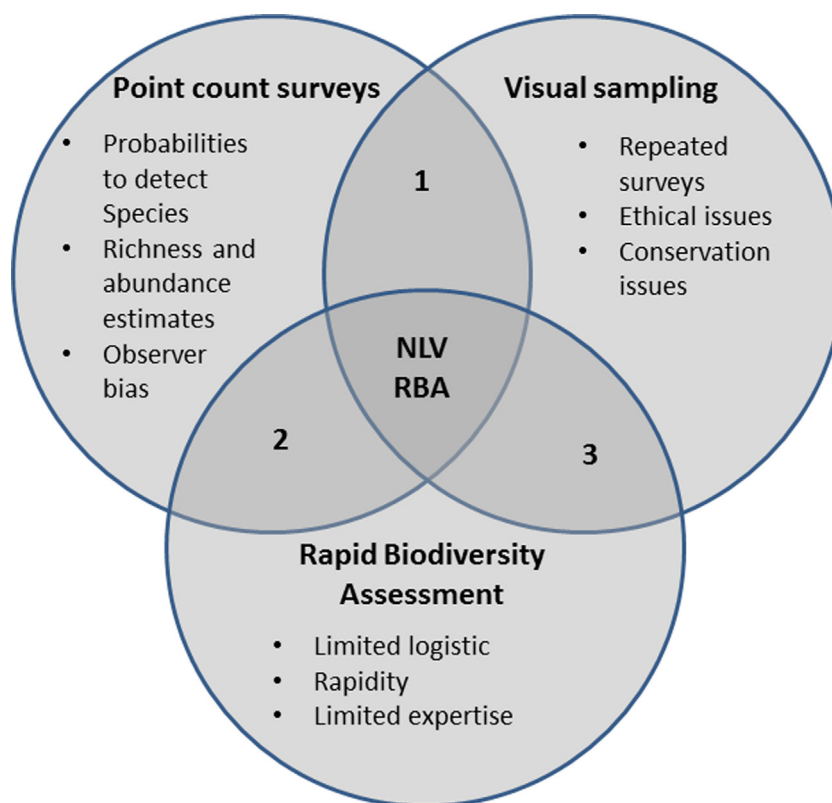 Point count surveys
• Probabilities
to detect
Species
• Richness and
abundance
estimates
• Observer
bias
Visual sampling
• Repeated
surveys
• Ethical issues
• Conservation
issues
1
NLV
RBA
2
3
Rapid Biodiversity
Assessment
• Limited logistic
• Rapidity
• Limited expertise